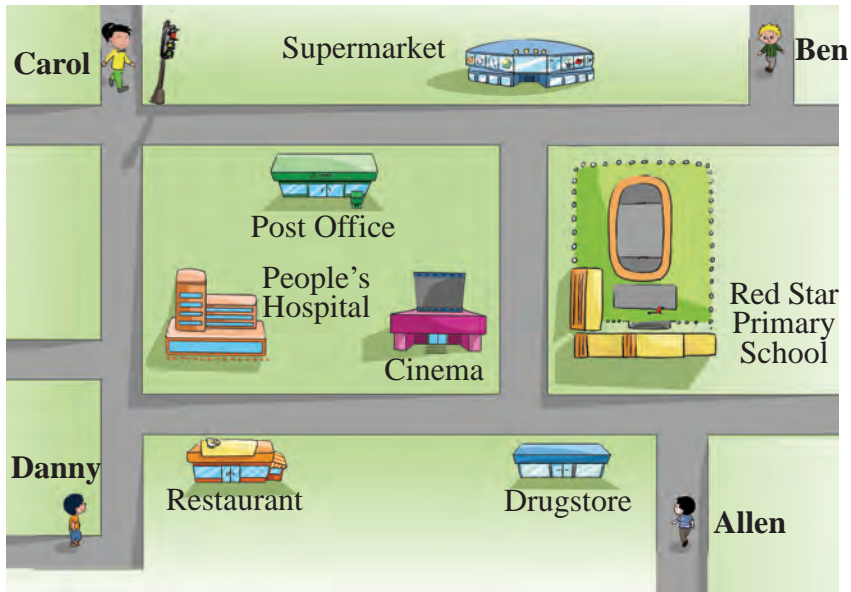 Carol
Supermarket
Ben
Post Office
People's
Hospital
Cinema
Red Star
Primary
School
Danny
Restaurant
Drugstore
Allen